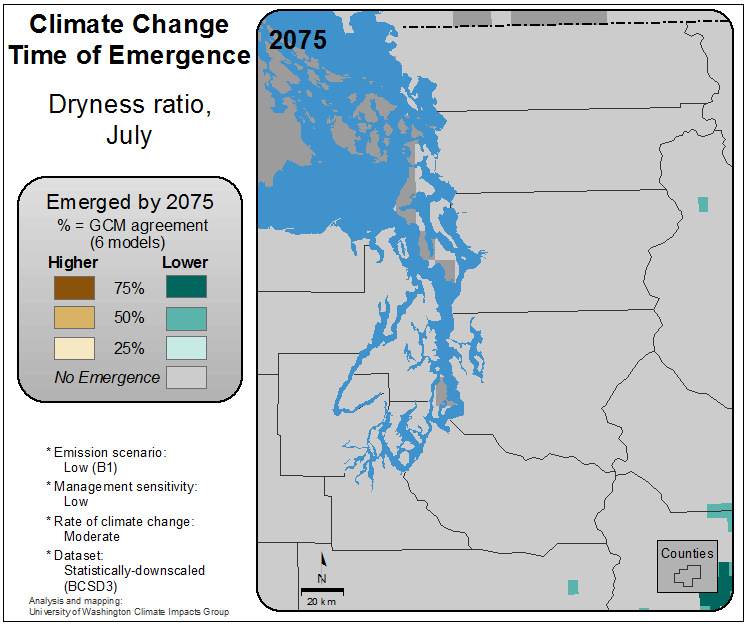 Climate Change
Time of Emergence
Dryness ratio,
July
Emerged by 2075
% = GCM agreement
(6 models)
Higher Lower
75%
50%
25%
No Emergence
* Emission scenario:
Low (B1)
* Management sensitivity:
Low
* Rate of climate change:
Moderate
* Dataset:
Statistically-downscaled
(BCSD3)
Analysis and mapping:
University of Washington Climate Impacts Group
2075
N
20 km
Counties